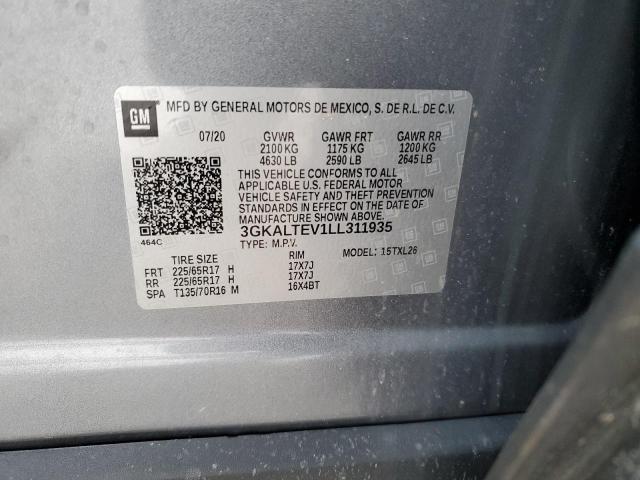 GM
MFD BY GENERAL MOTORS DE MEXICO, S. DE R.L. DE C.V.
07/20 GVWR GAWR FRT GAWR RR
2100 KG 1175 KG 1200 KG
4630 LB 2590 LB 2645 LB
THIS VEHICLE CONFORMS TO ALL
APPLICABLE U.S. FEDERAL MOTOR
VEHICLE SAFETY AND THEFT PREVENTION
STANDARDS IN EFFECT ON THE DATE OF
MANUFACTURE SHOWN ABOVE.
3GKALTEV1LL311935
464C
TYPE: M.P.V. MODEL: 15TXL26
TIRE SIZE RIM
FRT 225/65R17 H 17X7J
RR 225/65R17 H 17X7J
SPA T135/70R16 M 16X4BT